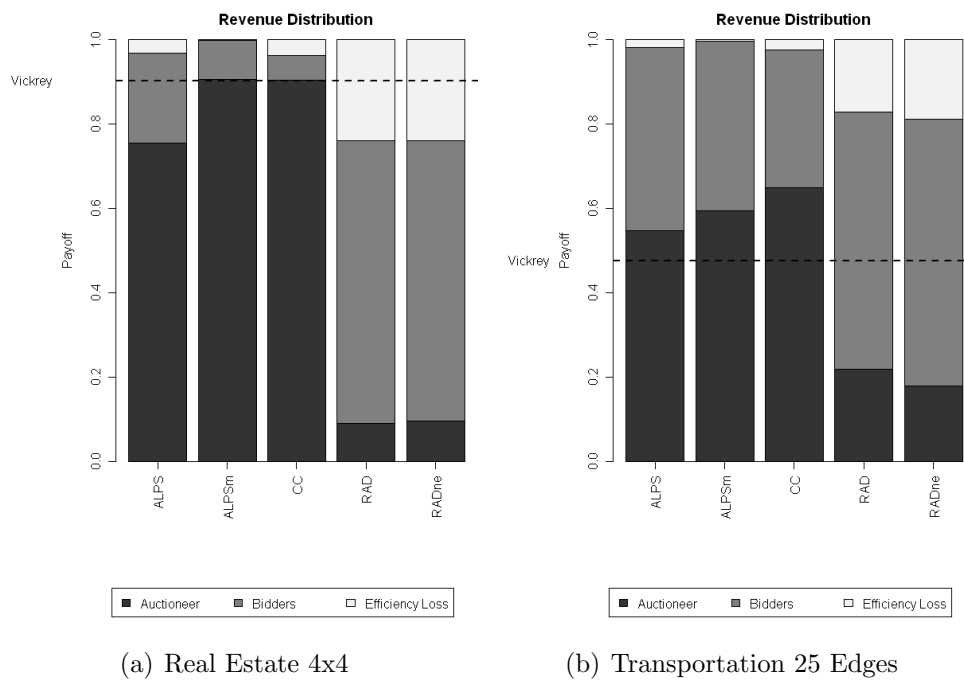 Revenue Distribution
Vickrey
Payoff
0.0
0.2
0.4
0.6
0.8
1.0
ALPS
ALPSm
CC
RAD
RADne
Auctioneer Bidders Efficiency Loss
(a) Real Estate 4x4
Revenue Distribution
Vickrey
Payoff
0.0
0.2
0.4
0.6
0.8
1.0
ALPS
ALPSm
CC
RAD
RADne
Auctioneer Bidders Efficiency Loss
(b) Transportation 25 Edges